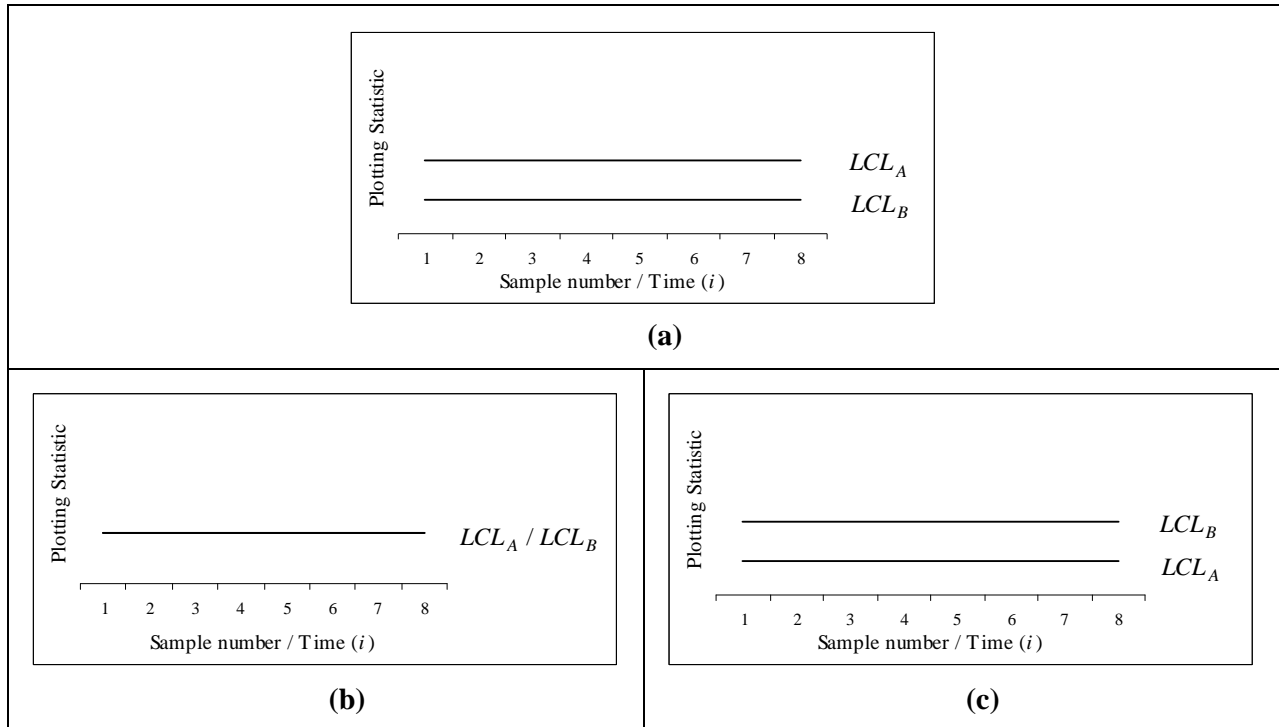 Plotting Statistic
LCL_A
LCL_B
1 2 3 4 5 6 7 8
Sample number / Time (i)
(a)
Plotting Statistic
LCL_A / LCL_B
1 2 3 4 5 6 7 8
Sample number / Time (i)
(b)
Plotting Statistic
LCL_B
LCL_A
1 2 3 4 5 6 7 8
Sample number / Time (i)
(c)